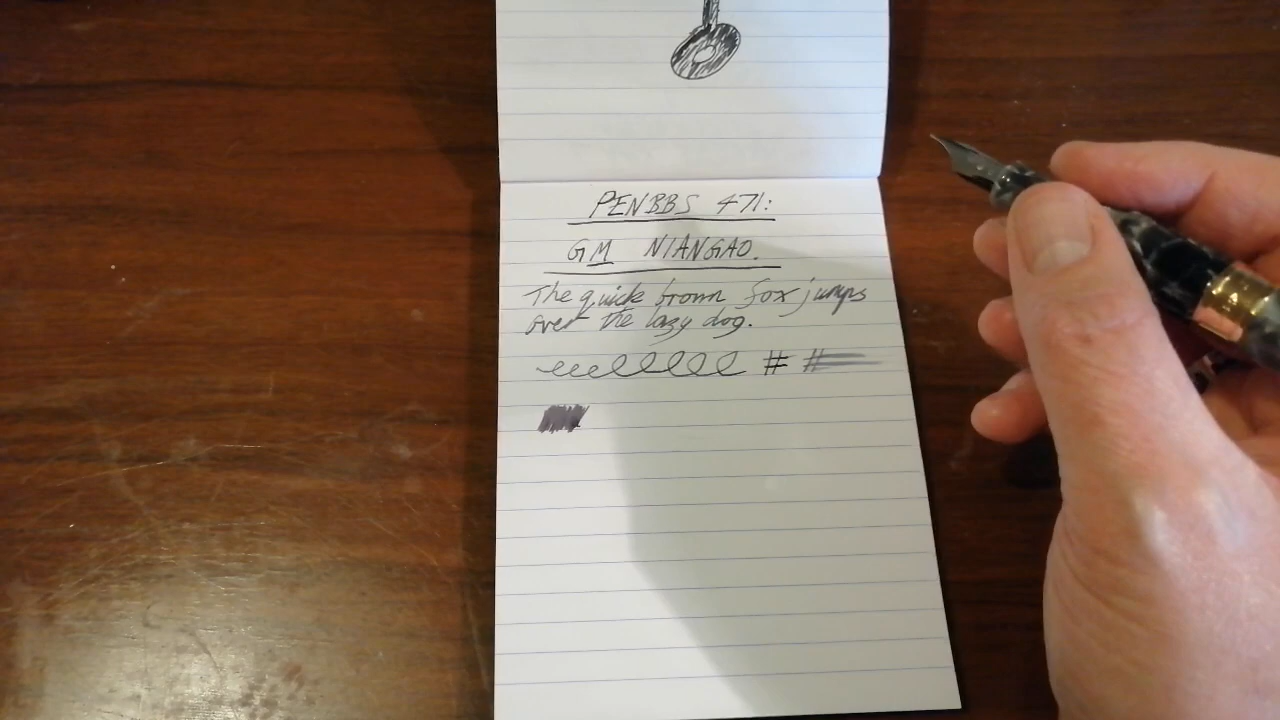 PENBBS 471:
GM NIANGAO.
The quick brown fox jumps
over the lazy dog.
# #